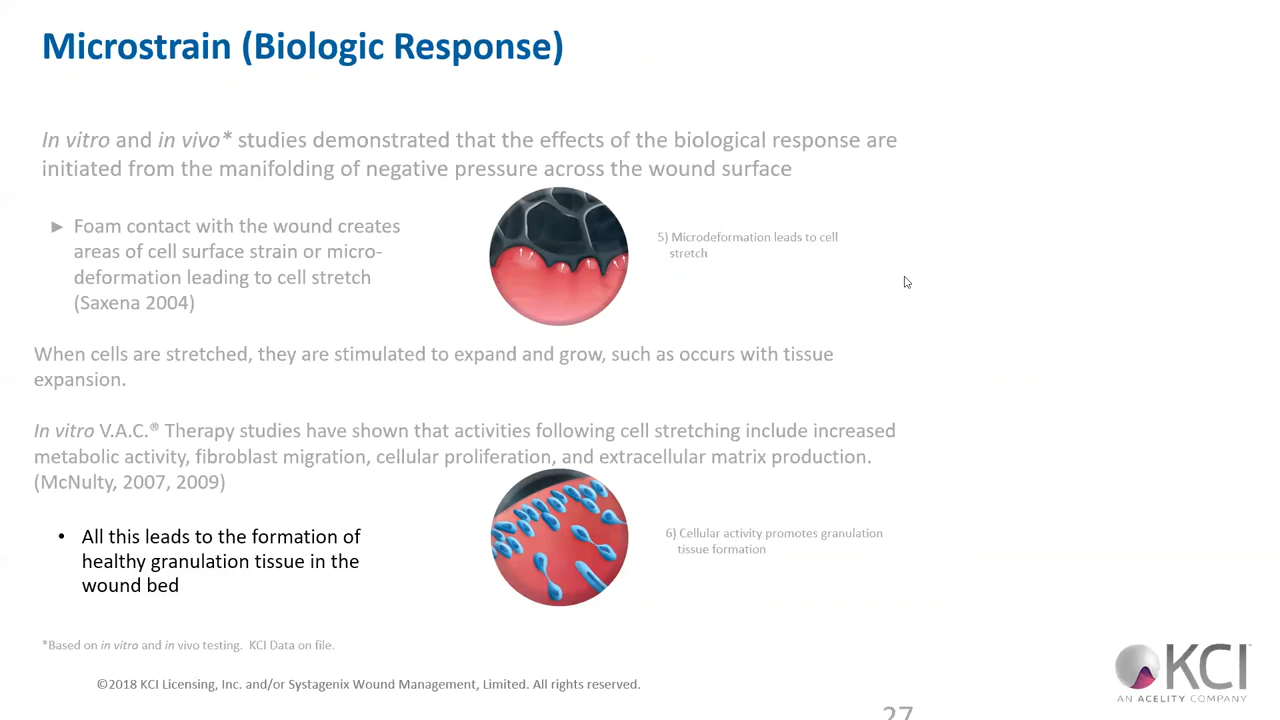 Microstrain (Biologic Response)
In vitro and in vivo* studies demonstrated that the effects of the biological response are
initiated from the manifolding of negative pressure across the wound surface
► Foam contact with the wound creates
areas of cell surface strain or micro-
deformation leading to cell stretch
(Saxena 2004)
5) Microdeformation leads to cell
stretch
When cells are stretched, they are stimulated to expand and grow, such as occurs with tissue
expansion.
In vitro V.A.C.® Therapy studies have shown that activities following cell stretching include increased
metabolic activity, fibroblast migration, cellular proliferation, and extracellular matrix production.
(McNulty, 2007, 2009)
• All this leads to the formation of
healthy granulation tissue in the
wound bed
6) Cellular activity promotes granulation
tissue formation
*Based on in vitro and in vivo testing. KCI Data on file.
©2018 KCI Licensing, Inc. and/or Systagenix Wound Management, Limited. All rights reserved.
KCI™
AN ACELITY COMPANY
27